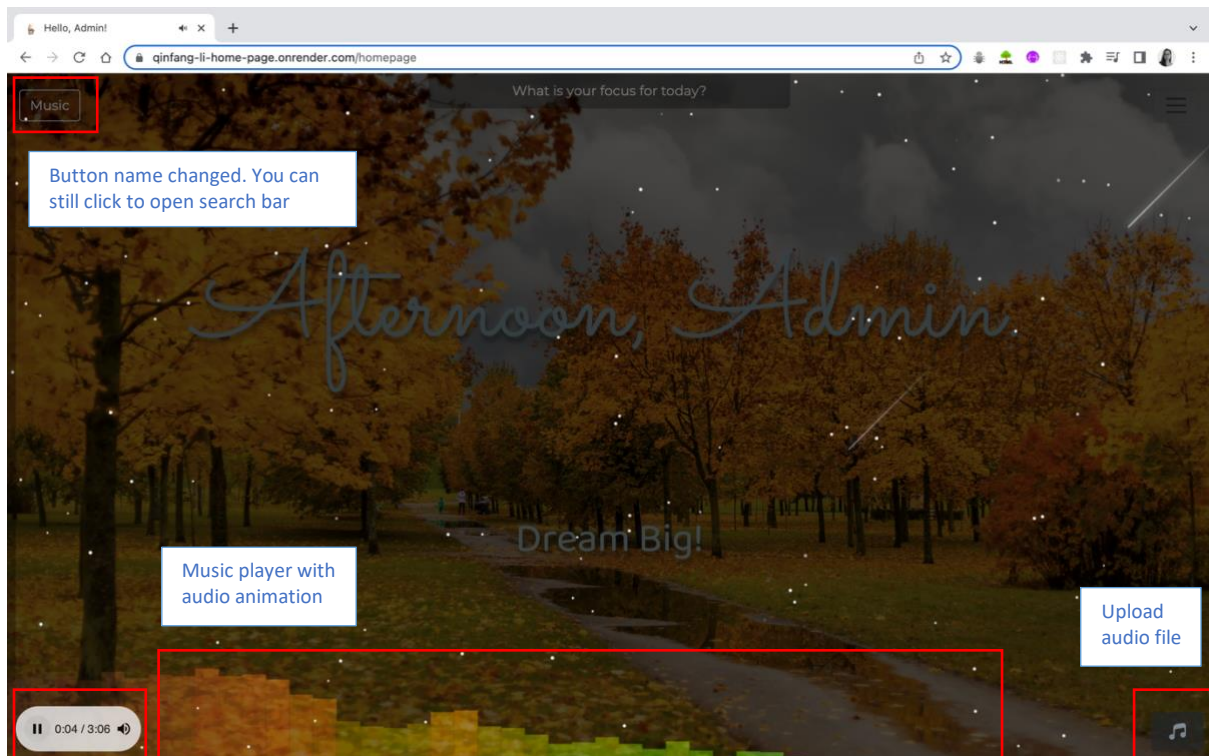 Hello, Admin!
qinfang-li-home-page.onrender.com/homepage
Music
What is your focus for today?
Button name changed. You can
still click to open search bar
Afternoon, Admin.
Dream Big!
Music player with
audio animation
Upload
audio file
0:04 / 3:06